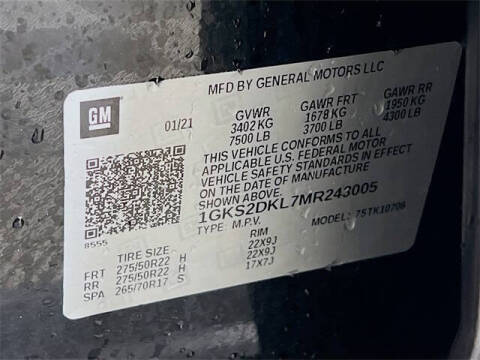 MFD BY GENERAL MOTORS LLC
GM
01/21
GVWR GAWR FRT GAWR RR
3402 KG 1678 KG 1950 KG
7500 LB 3700 LB 4300 LB
THIS VEHICLE CONFORMS TO ALL
APPLICABLE U.S. FEDERAL MOTOR
VEHICLE SAFETY STANDARDS IN EFFECT
ON THE DATE OF MANUFACTURE
SHOWN ABOVE.
1GKS2DKL7MR243005
TYPE: M.P.V. MODEL: 7STK10706
8555
TIRE SIZE RIM
FRT 275/50R22 H 22X9J
RR 275/50R22 H 22X9J
SPA 265/70R17 S 17X7J